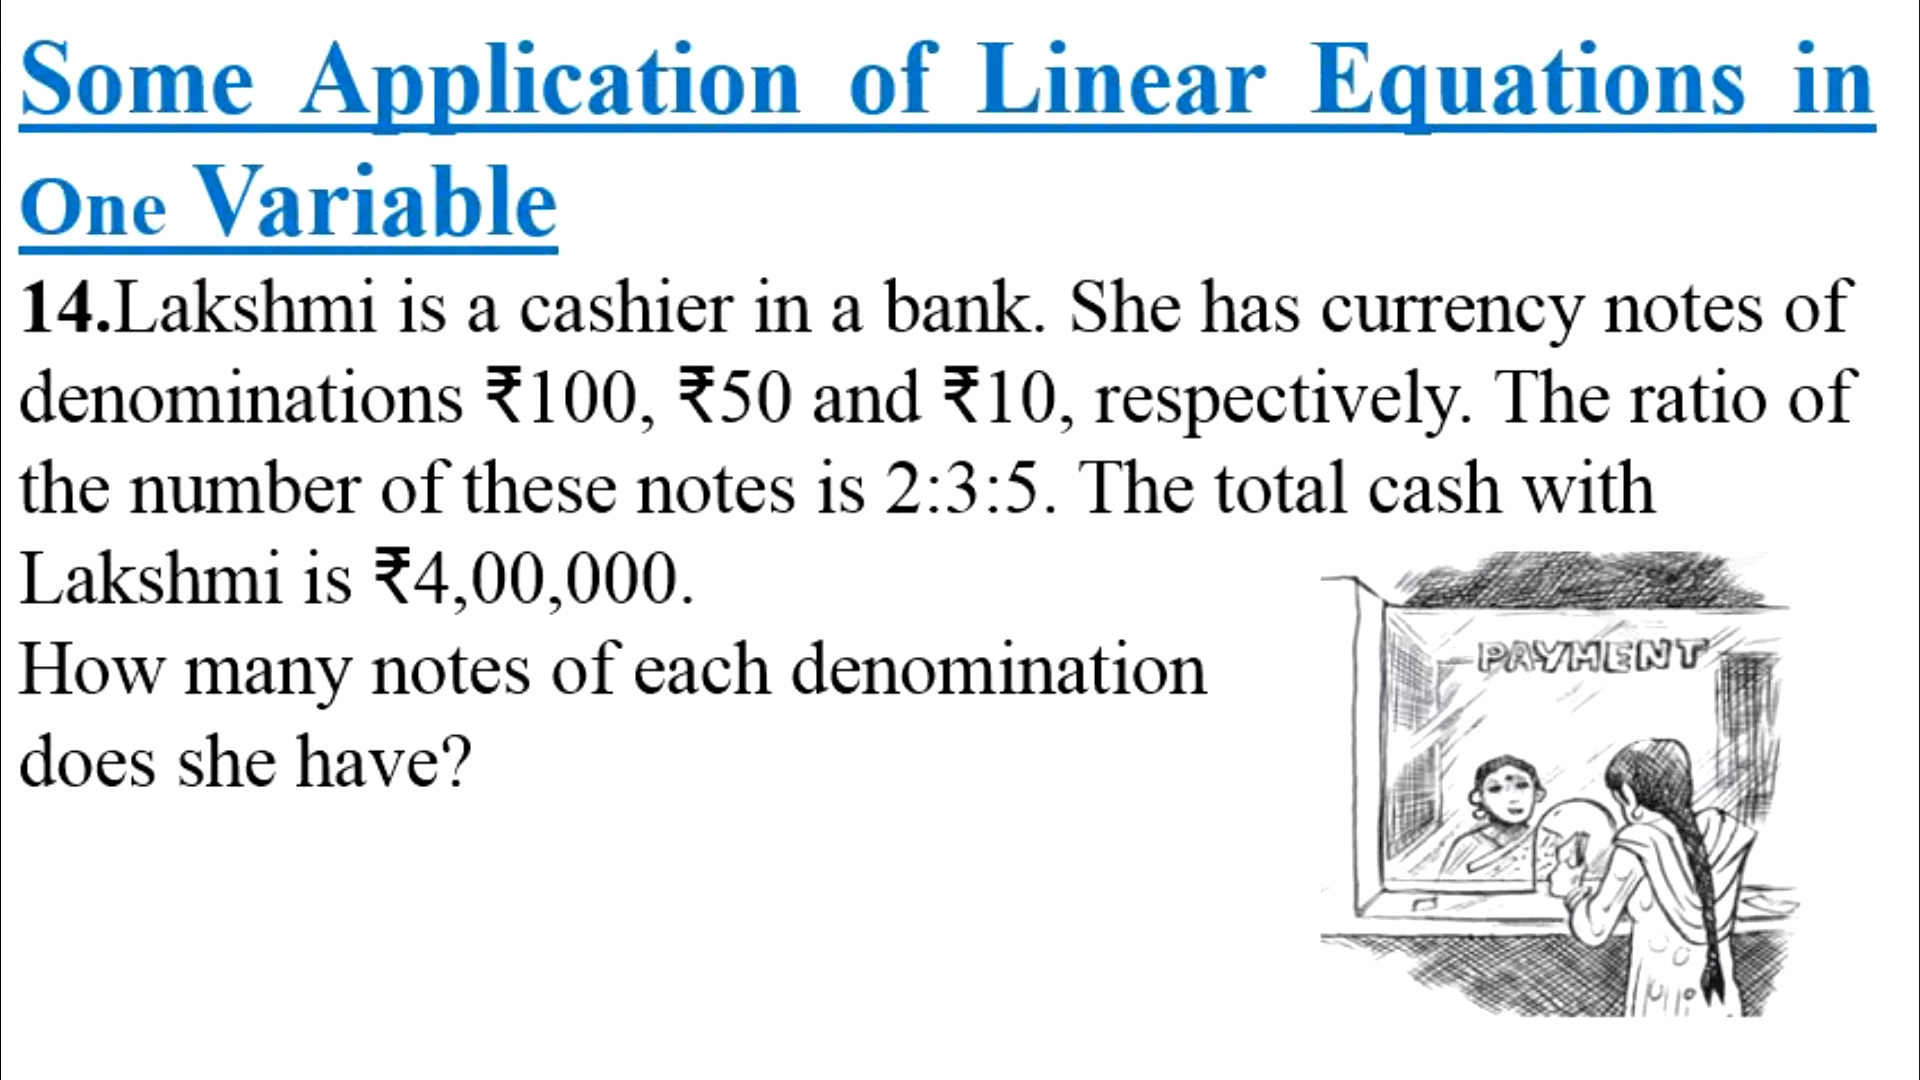 Some Application of Linear Equations in
One Variable
14.Lakshmi is a cashier in a bank. She has currency notes of
denominations ₹100, ₹50 and ₹10, respectively. The ratio of
the number of these notes is 2:3:5. The total cash with
Lakshmi is ₹4,00,000.
PAYMENT
How many notes of each denomination
does she have?